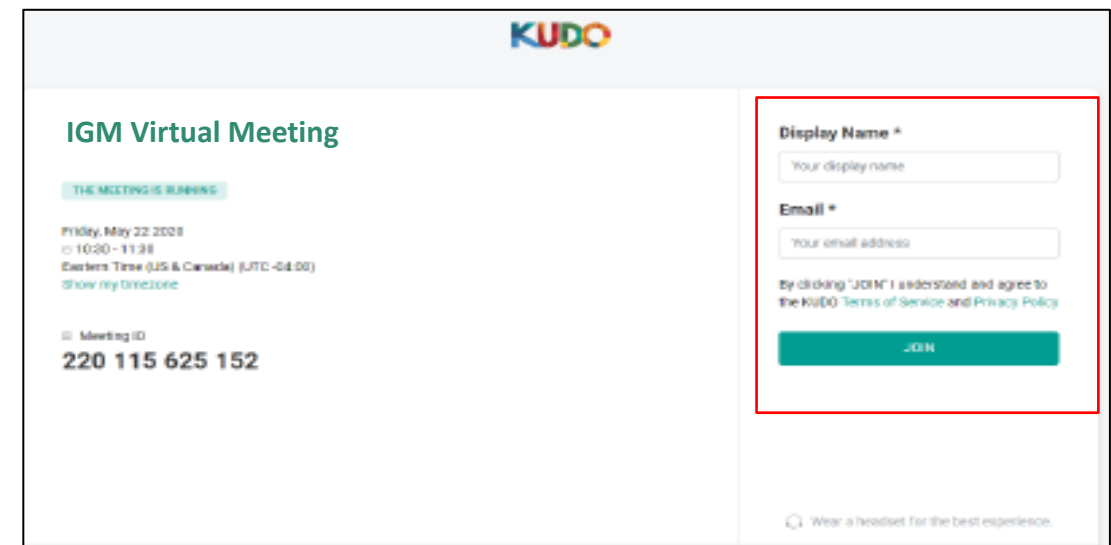 KUDO
IGM Virtual Meeting
THE MEETING IS RUNNING
Friday, May 22 2020
10:30 - 11:30
Eastern Time (US & Canada) (UTC -04:00)
Show my timezone
Meeting ID
220 115 625 152
Display Name *
Your display name
Email *
Your email address
By clicking "JOIN" I understand and agree to
the KUDO Terms of Service and Privacy Policy
JOIN
Wear a headset for the best experience.